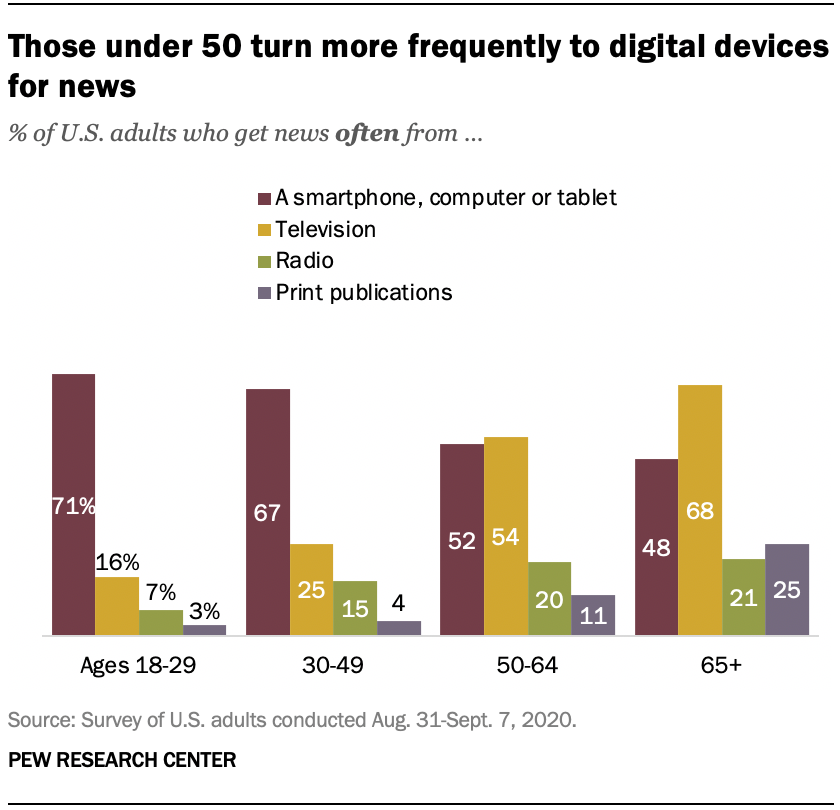 Those under 50 turn more frequently to digital devices
for news
% of U.S. adults who get news often from ...
A smartphone, computer or tablet
Television
Radio
Print publications
71%
16%
7%
3%
67
25
15
4
52
54
20
11
48
68
21
25
Ages 18-29
30-49
50-64
65+
Source: Survey of U.S. adults conducted Aug. 31-Sept. 7, 2020.
PEW RESEARCH CENTER